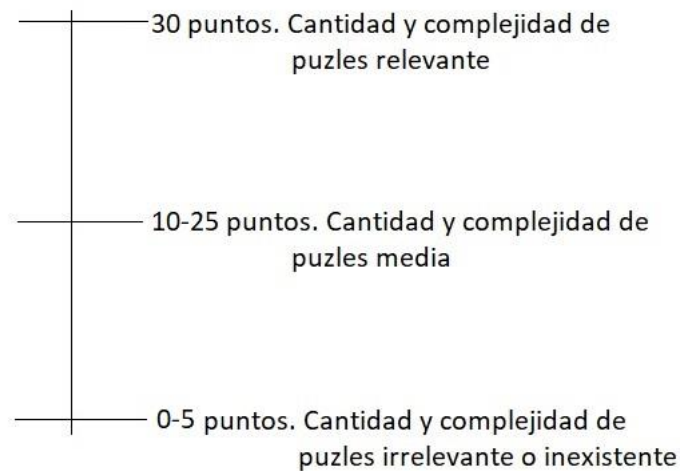 30 puntos. Cantidad y complejidad de
puzles relevante
10-25 puntos. Cantidad y complejidad de
puzles media
0-5 puntos. Cantidad y complejidad de
puzles irrelevante o inexistente